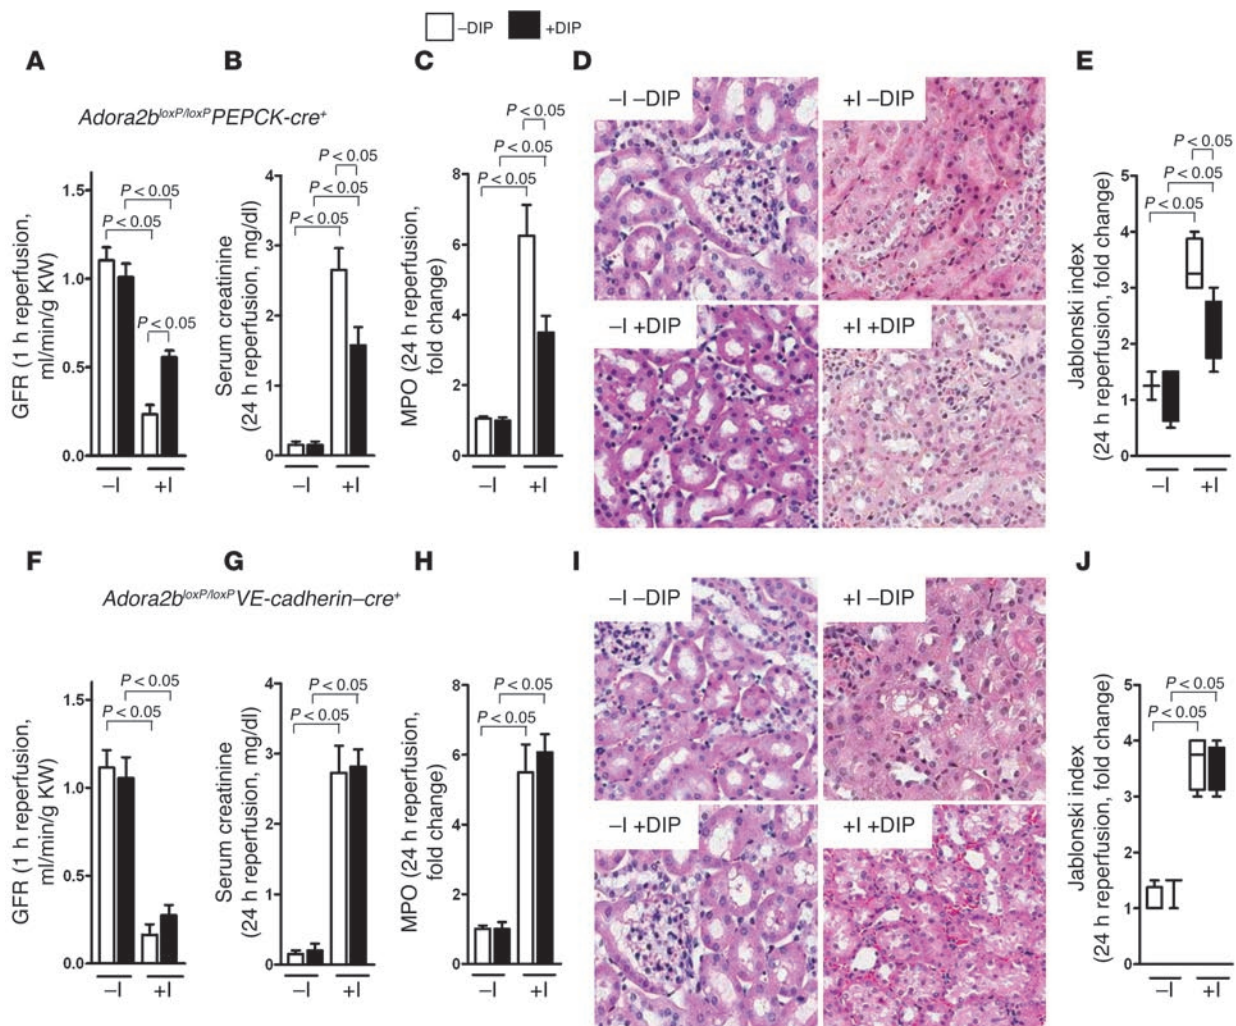 –DIP +DIP
A B C D E
Adora2b^loxP/loxP PEPCK-cre+
GFR (1 h reperfusion,
ml/min/g KW)
1.5
1.0
0.5
0.0
P < 0.05
P < 0.05
P < 0.05
–I +I
Serum creatinine
(24 h reperfusion, mg/dl)
4
3
2
1
0
P < 0.05
P < 0.05
P < 0.05
–I +I
MPO (24 h reperfusion,
fold change)
8
6
4
2
0
P < 0.05
P < 0.05
P < 0.05
–I +I
–I –DIP
+I –DIP
–I +DIP
+I +DIP
Jablonski index
(24 h reperfusion, fold change)
5
4
3
2
1
0
P < 0.05
P < 0.05
P < 0.05
–I +I
F G H I J
Adora2b^loxP/loxP VE-cadherin–cre+
GFR (1 h reperfusion,
ml/min/g KW)
1.5
1.0
0.5
0.0
P < 0.05
P < 0.05
–I +I
Serum creatinine
(24 h reperfusion, mg/dl)
4
3
2
1
0
P < 0.05
P < 0.05
–I +I
MPO (24 h reperfusion,
fold change)
8
6
4
2
0
P < 0.05
P < 0.05
–I +I
–I –DIP
+I –DIP
–I +DIP
+I +DIP
Jablonski index
(24 h reperfusion, fold change)
5
4
3
2
1
0
P < 0.05
P < 0.05
–I +I